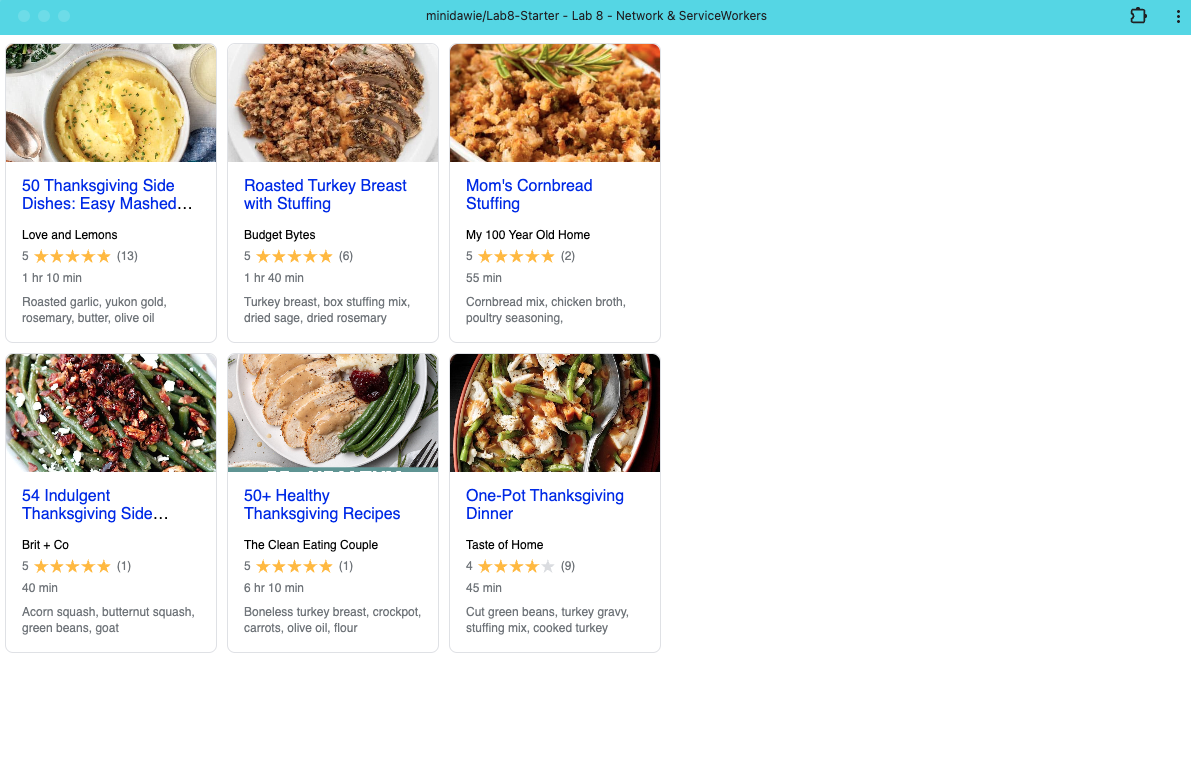 minidawie/Lab8-Starter - Lab 8 - Network & ServiceWorkers
50 Thanksgiving Side
Dishes: Easy Mashed…
Love and Lemons
5 ★★★★★ (13)
1 hr 10 min
Roasted garlic, yukon gold,
rosemary, butter, olive oil
Roasted Turkey Breast
with Stuffing
Budget Bytes
5 ★★★★★ (6)
1 hr 40 min
Turkey breast, box stuffing mix,
dried sage, dried rosemary
Mom's Cornbread
Stuffing
My 100 Year Old Home
5 ★★★★★ (2)
55 min
Cornbread mix, chicken broth,
poultry seasoning,
54 Indulgent
Thanksgiving Side…
Brit + Co
5 ★★★★★ (1)
40 min
Acorn squash, butternut squash,
green beans, goat
50+ Healthy
Thanksgiving Recipes
The Clean Eating Couple
5 ★★★★★ (1)
6 hr 10 min
Boneless turkey breast, crockpot,
carrots, olive oil, flour
One-Pot Thanksgiving
Dinner
Taste of Home
4 ★★★★★ (9)
45 min
Cut green beans, turkey gravy,
stuffing mix, cooked turkey